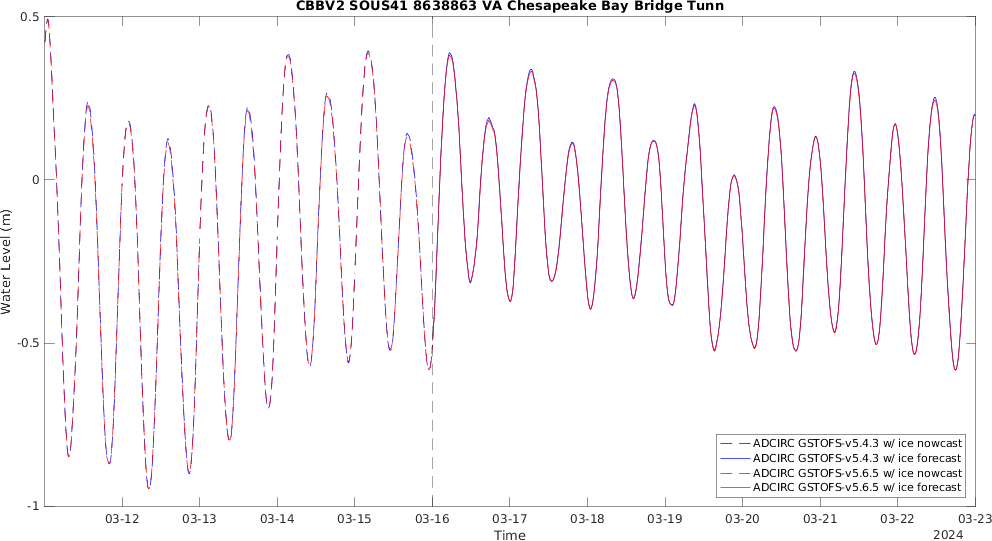 CBBV2 SOUS41 8638863 VA Chesapeake Bay Bridge Tunn
Water Level (m)
0.5
0
-0.5
-1
ADCIRC GSTOFS-v5.4.3 w/ ice nowcast
ADCIRC GSTOFS-v5.4.3 w/ ice forecast
ADCIRC GSTOFS-v5.6.5 w/ ice nowcast
ADCIRC GSTOFS-v5.6.5 w/ ice forecast
03-12 03-13 03-14 03-15 03-16 03-17 03-18 03-19 03-20 03-21 03-22 03-23
Time
2024